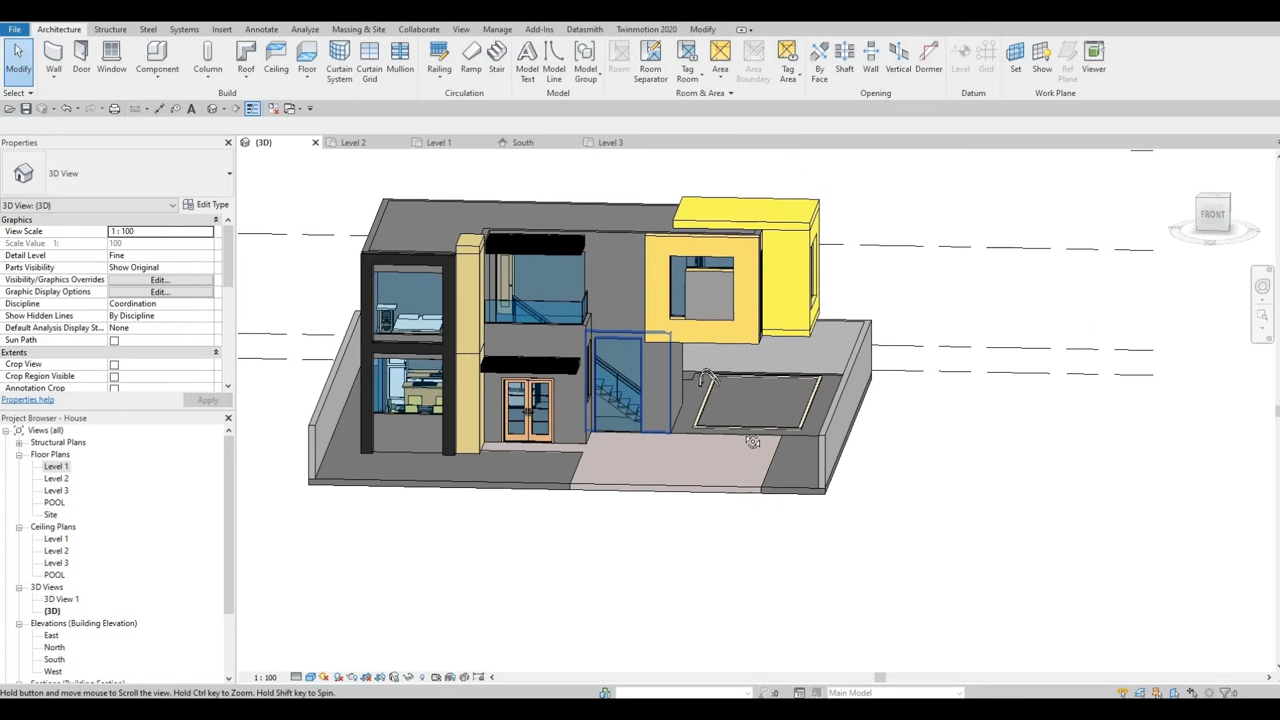 File Architecture Structure Steel Systems Insert Annotate Analyze Massing & Site Collaborate View Manage Add-Ins Datasmith Twinmotion 2020 Modify
Modify Wall Door Window Component Column Roof Ceiling Floor Curtain System Curtain Grid Mullion Railing Ramp Stair Model Text Model Line Model Group Room Room Separator Tag Room Area Area Boundary Tag Area By Face Shaft Wall Vertical Dormer Level Grid Set Show Ref Plane Viewer
Select Build Circulation Model Room & Area Opening Datum Work Plane
Properties
(3D) Level 2 Level 1 South Level 3
3D View
3D View: {3D} Edit Type
Graphics
View Scale 1 : 100
Scale Value 1: 100
Detail Level Fine
Parts Visibility Show Original
Visibility/Graphics Overrides Edit...
Graphic Display Options Edit...
Discipline Coordination
Show Hidden Lines By Discipline
Default Analysis Display St... None
Sun Path
Extents
Crop View
Crop Region Visible
Annotation Crop
Properties help Apply
FRONT
Project Browser - House
Views (all)
Structural Plans
Floor Plans
Level 1
Level 2
Level 3
POOL
Site
Ceiling Plans
Level 1
Level 2
Level 3
POOL
3D Views
3D View 1
{3D}
Elevations (Building Elevation)
East
North
South
West
1 : 100
Hold button and move mouse to Scroll the view. Hold Ctrl key to Zoom. Hold Shift key to Spin. :0 Main Model :0